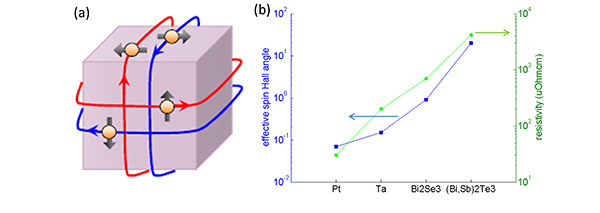 (a)
(b)
effective spin Hall angle
10^2
10^1
10^0
10^-1
10^-2
Pt
Ta
Bi2Se3
(Bi,Sb)2Te3
10^4
10^3
10^2
10^1
resistivity (uOhmcm)